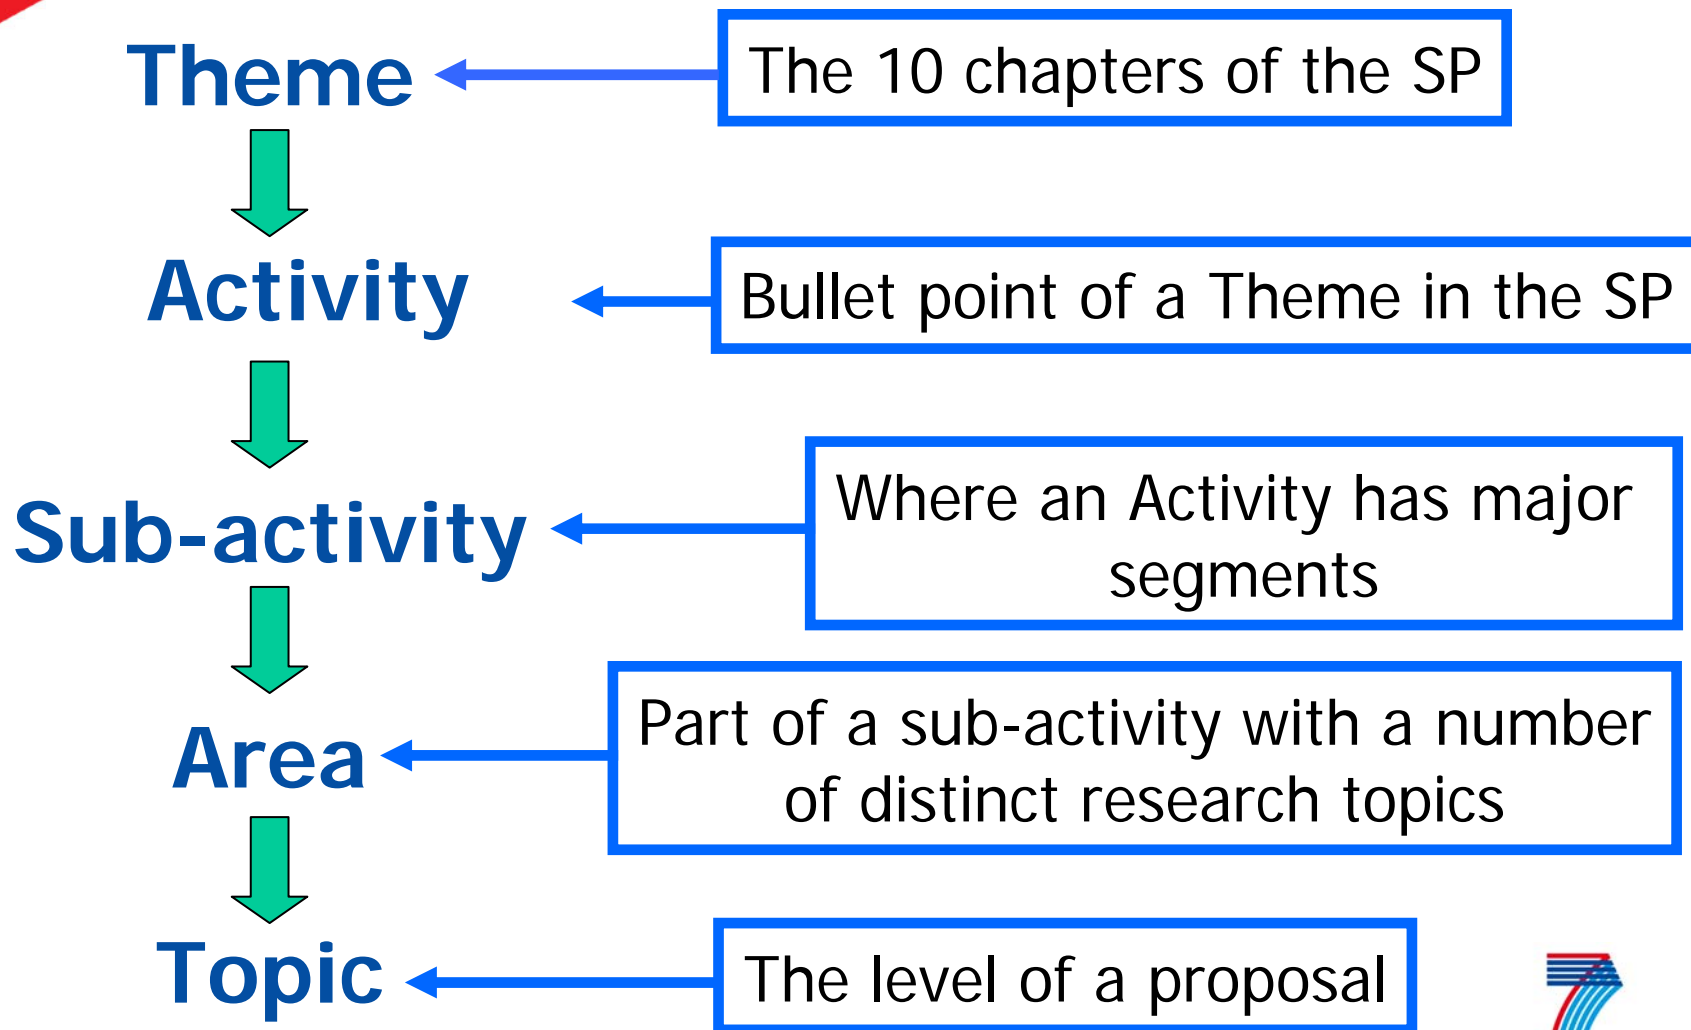 Theme
The 10 chapters of the SP
Activity
Bullet point of a Theme in the SP
Sub-activity
Where an Activity has major
segments
Area
Part of a sub-activity with a number
of distinct research topics
Topic
The level of a proposal
7